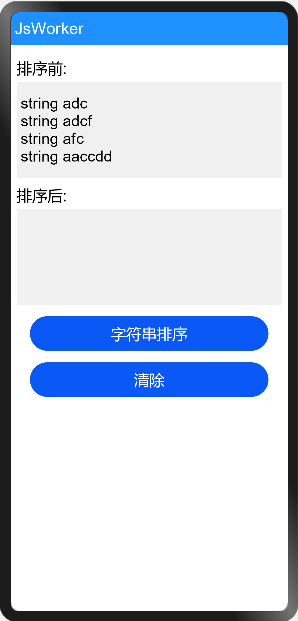 JsWorker
排序前:
string adc
string adcf
string afc
string aaccdd
排序后:
字符串排序
清除